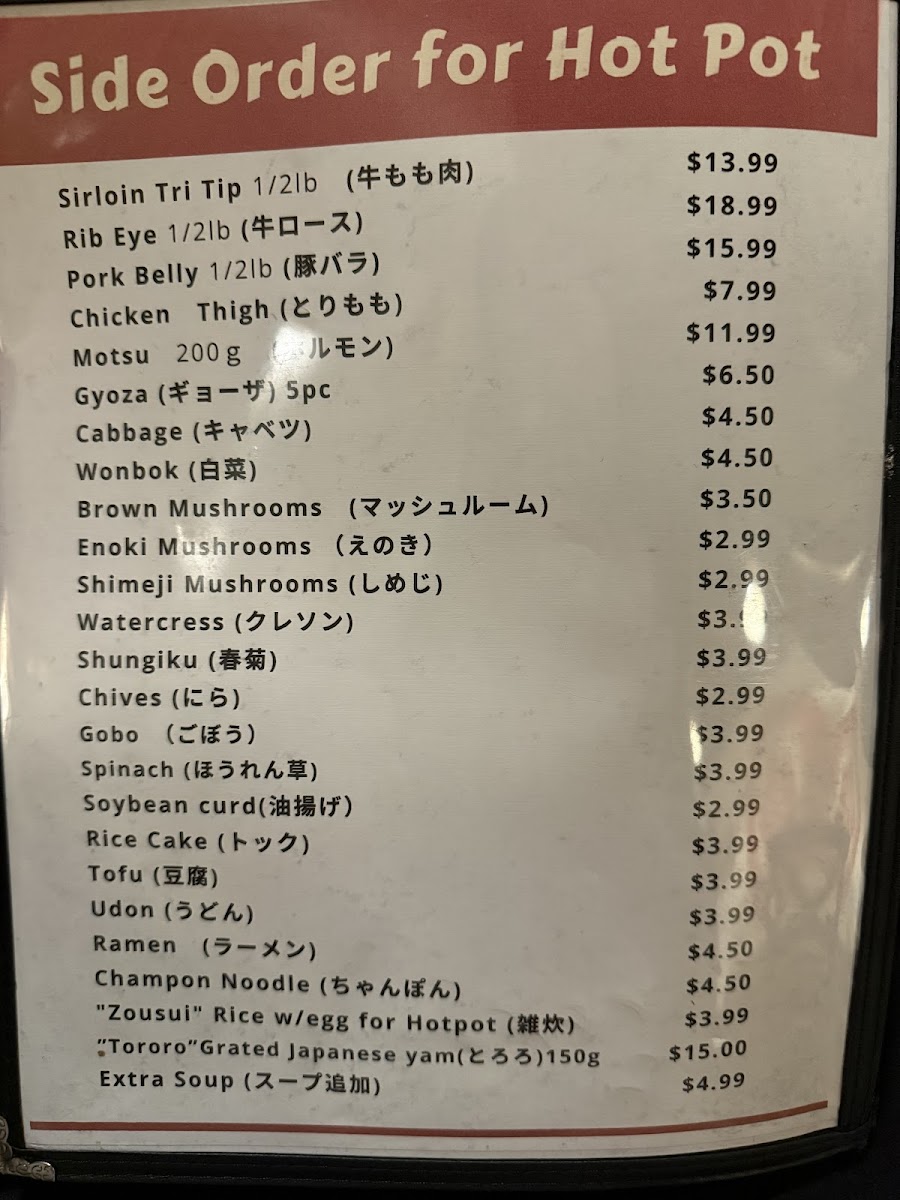 Side Order for Hot Pot
Sirloin Tri Tip 1/2lb (牛もも肉) $13.99
Rib Eye 1/2lb (牛ロース) $18.99
Pork Belly 1/2lb (豚バラ) $15.99
Chicken Thigh (とりもも) $7.99
Motsu 200g $11.99
Gyoza (ギョーザ) 5pc $6.50
Cabbage (キャベツ) $4.50
Wonbok (白菜) $4.50
Brown Mushrooms (マッシュルーム) $3.50
Enoki Mushrooms (えのき) $2.99
Shimeji Mushrooms (しめじ) $2.99
Watercress (クレソン)
Shungiku (春菊) $3.99
Chives (にら) $2.99
Gobo (ごぼう) $3.99
Spinach (ほうれん草) $3.99
Soybean curd(油揚げ) $2.99
Rice Cake (トック) $3.99
Tofu (豆腐) $3.99
Udon (うどん) $3.99
Ramen (ラーメン) $4.50
Champon Noodle (ちゃんぽん) $4.50
"Zousui" Rice w/egg for Hotpot (雑炊) $3.99
"Tororo"Grated Japanese yam(とろろ)150g $15.00
Extra Soup (スープ追加) $4.99